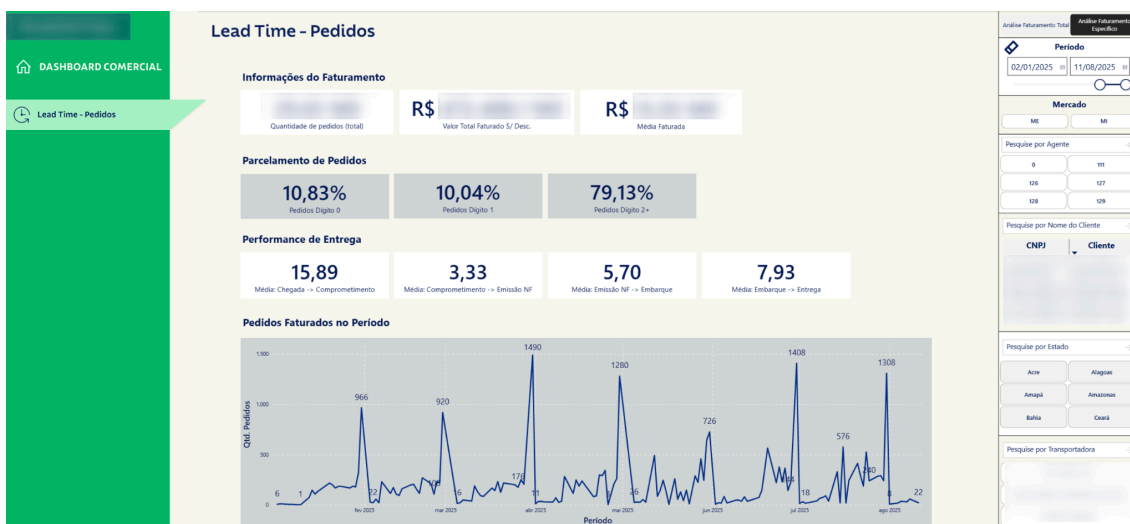 DASHBOARD COMERCIAL
Lead Time - Pedidos
Lead Time - Pedidos
Informações do Faturamento
Quantidade de pedidos (total)
R$
Valor Total Faturado S/ Desc.
R$
Média Faturada
Parcelamento de Pedidos
10,83%
Pedidos Dígito 0
10,04%
Pedidos Dígito 1
79,13%
Pedidos Dígito 2+
Performance de Entrega
15,89
Média: Chegada -> Comprometimento
3,33
Média: Comprometimento -> Emissão NF
5,70
Média: Emissão NF -> Embarque
7,93
Média: Embarque -> Entrega
Pedidos Faturados no Período
Qtd. Pedidos
1.500
1.000
500
0
6
1
966
22
920
6
176
1490
11
1280
26
726
1408
18
576
240
1308
8
22
fev 2025
mar 2025
abr 2025
mai 2025
jun 2025
jul 2025
ago 2025
Período
Análise Faturamento Total
Análise Faturamento
Específico
Período
02/01/2025
11/08/2025
Mercado
ME
MI
Pesquise por Agente
0
111
126
127
128
129
Pesquise por Nome do Cliente
CNPJ
Cliente
Pesquise por Estado
Acre
Alagoas
Amapá
Amazonas
Bahia
Ceará
Pesquise por Transportadora